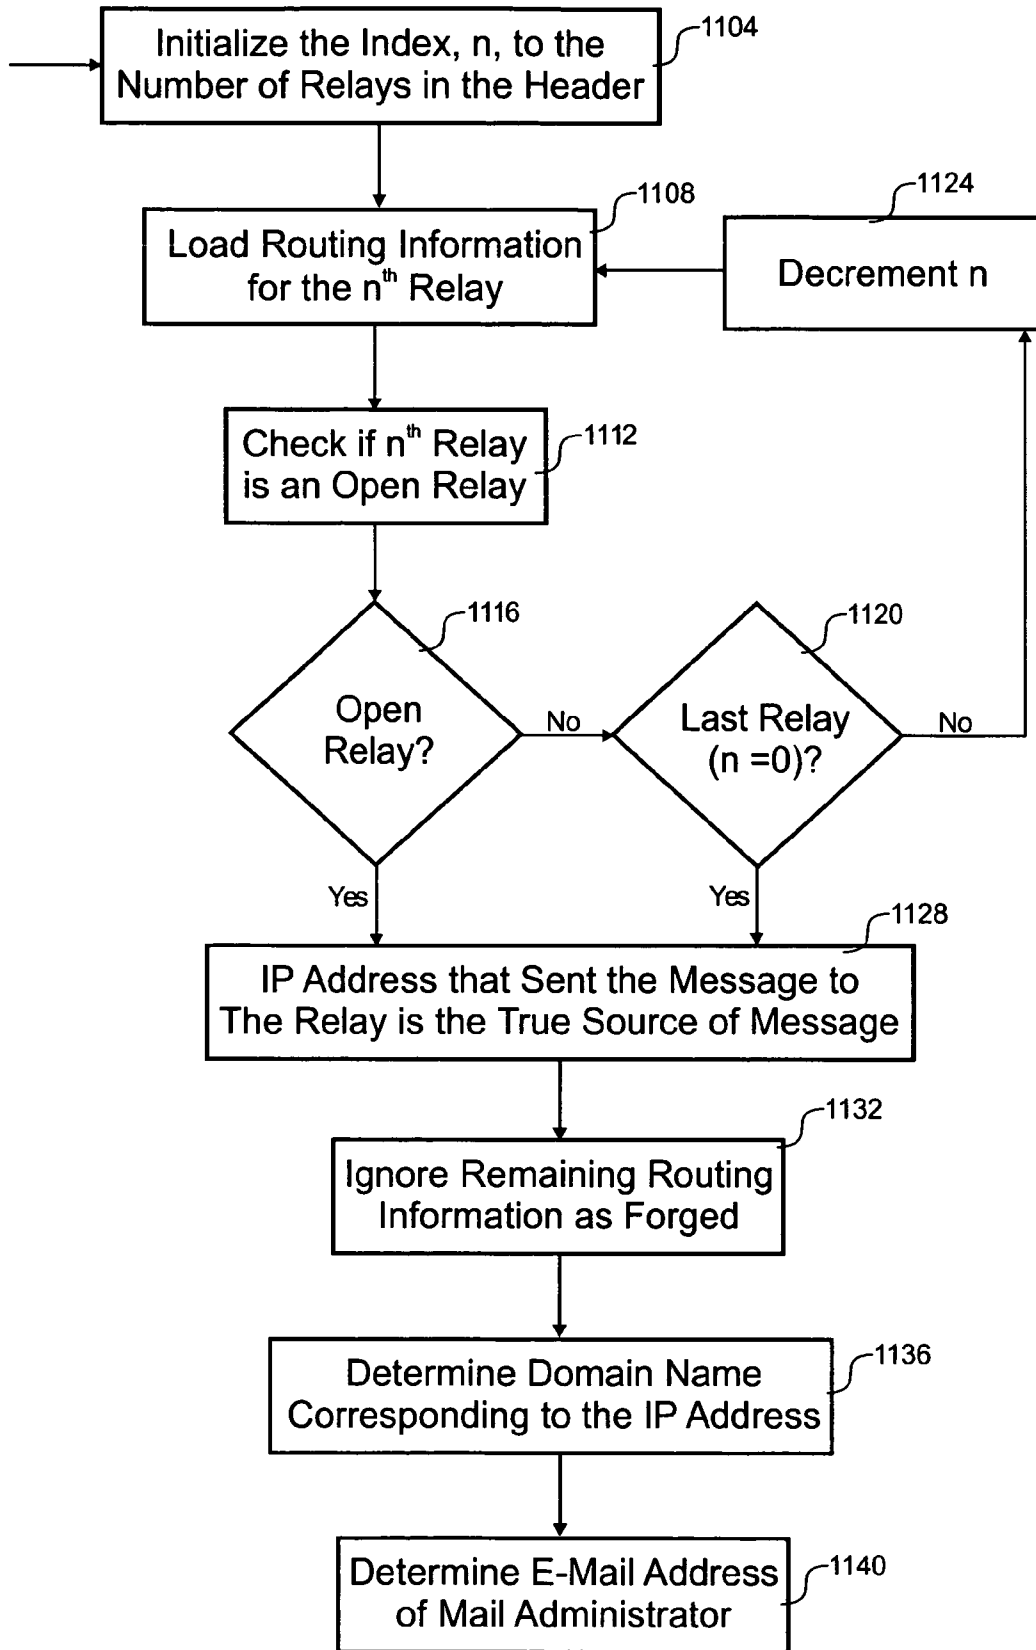 Initialize the Index, n, to the
Number of Relays in the Header
1104
1108
Load Routing Information
for the nth Relay
1124
Decrement n
Check if nth Relay
is an Open Relay
1112
1116
Open
Relay?
No
1120
Last Relay
(n =0)?
No
Yes
Yes
1128
IP Address that Sent the Message to
The Relay is the True Source of Message
1132
Ignore Remaining Routing
Information as Forged
1136
Determine Domain Name
Corresponding to the IP Address
1140
Determine E-Mail Address
of Mail Administrator